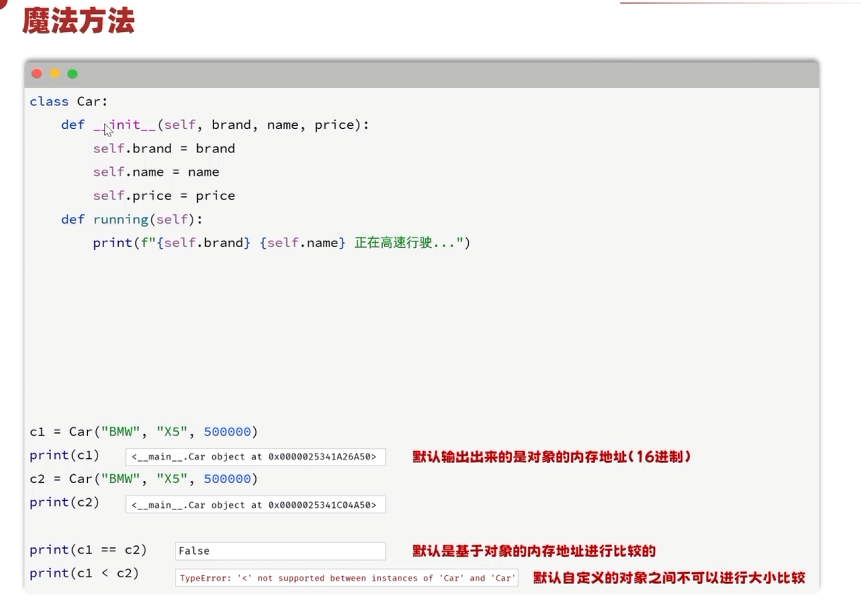 魔法方法
class Car:
def __init__(self, brand, name, price):
self.brand = brand
self.name = name
self.price = price
def running(self):
print(f"{self.brand} {self.name} 正在高速行驶...")
c1 = Car("BMW", "X5", 500000)
print(c1) <__main__.Car object at 0x0000025341A26A50> 默认输出出来的是对象的内存地址(16进制)
c2 = Car("BMW", "X5", 500000)
print(c2) <__main__.Car object at 0x0000025341C04A50>
print(c1 == c2) False 默认是基于对象的内存地址进行比较的
print(c1 < c2) TypeError: '<' not supported between instances of 'Car' and 'Car' 默认自定义的对象之间不可以进行大小比较